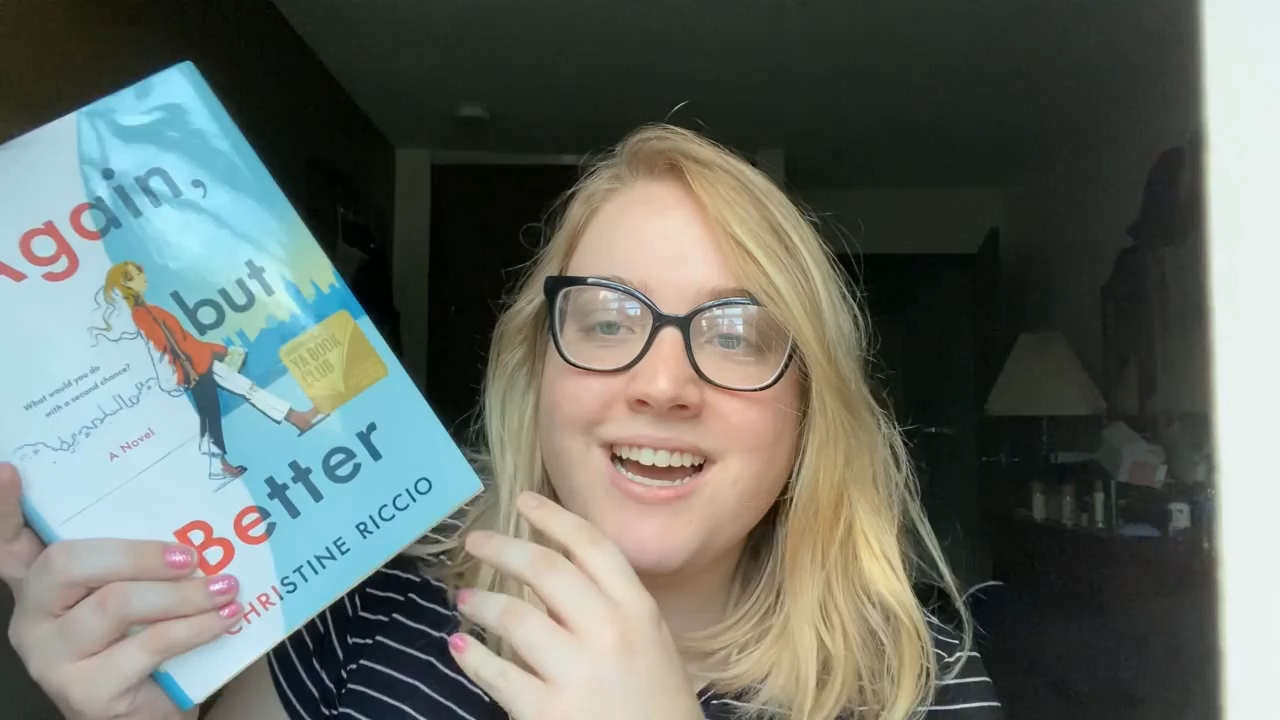 Again,
but
YA BOOK
CLUB
What would you do
with a second chance?
A Novel
Better
CHRISTINE RICCIO